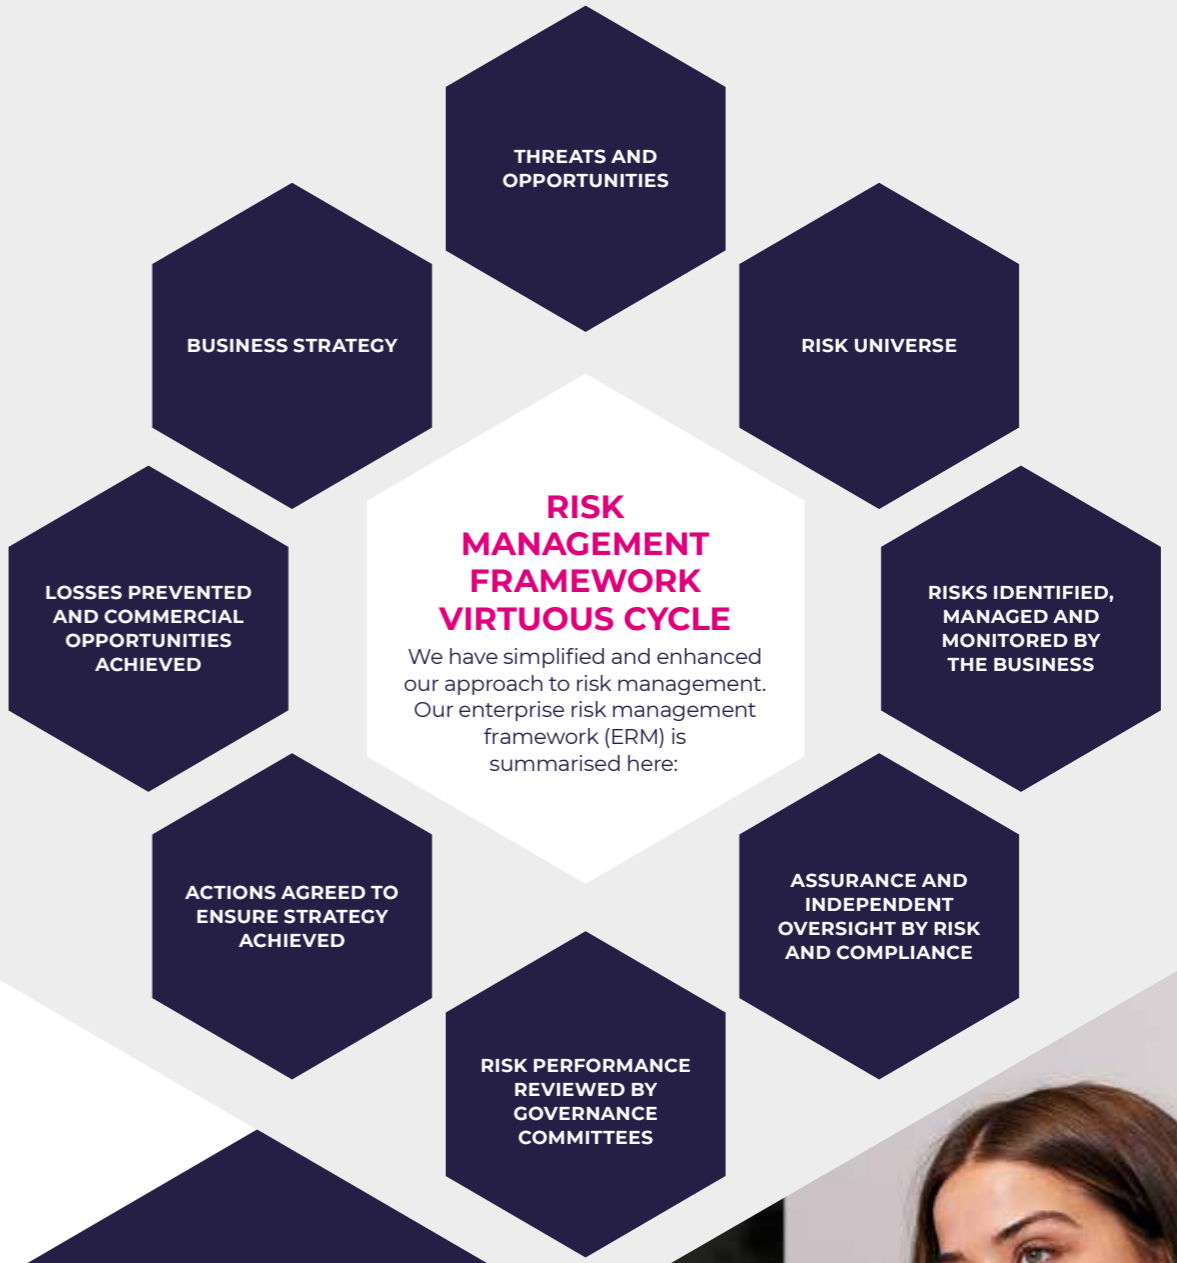 THREATS AND
OPPORTUNITIES
BUSINESS STRATEGY
RISK UNIVERSE
RISK
MANAGEMENT
FRAMEWORK
VIRTUOUS CYCLE
We have simplified and enhanced
our approach to risk management.
Our enterprise risk management
framework (ERM) is
summarised here:
LOSSES PREVENTED
AND COMMERCIAL
OPPORTUNITIES
ACHIEVED
RISKS IDENTIFIED,
MANAGED AND
MONITORED BY
THE BUSINESS
ACTIONS AGREED TO
ENSURE STRATEGY
ACHIEVED
ASSURANCE AND
INDEPENDENT
OVERSIGHT BY RISK
AND COMPLIANCE
RISK PERFORMANCE
REVIEWED BY
GOVERNANCE
COMMITTEES